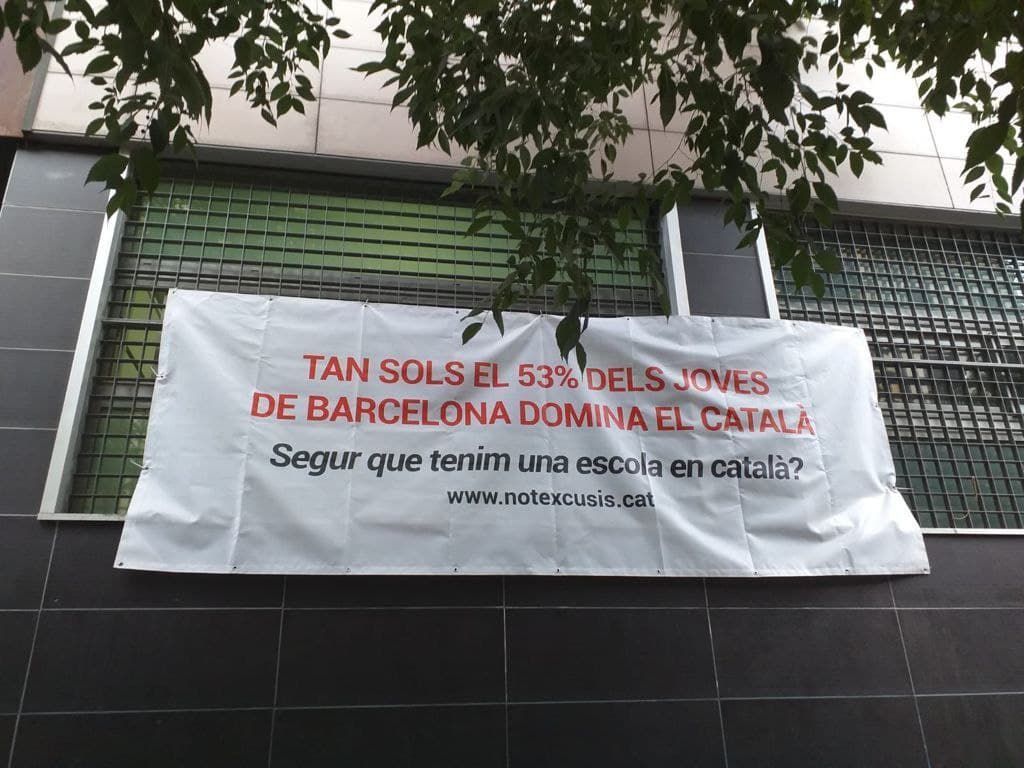 TAN SOLS EL 53% DELS JOVES
DE BARCELONA DOMINA EL CATALÀ
Segur que tenim una escola en català?
www.notexcusis.cat